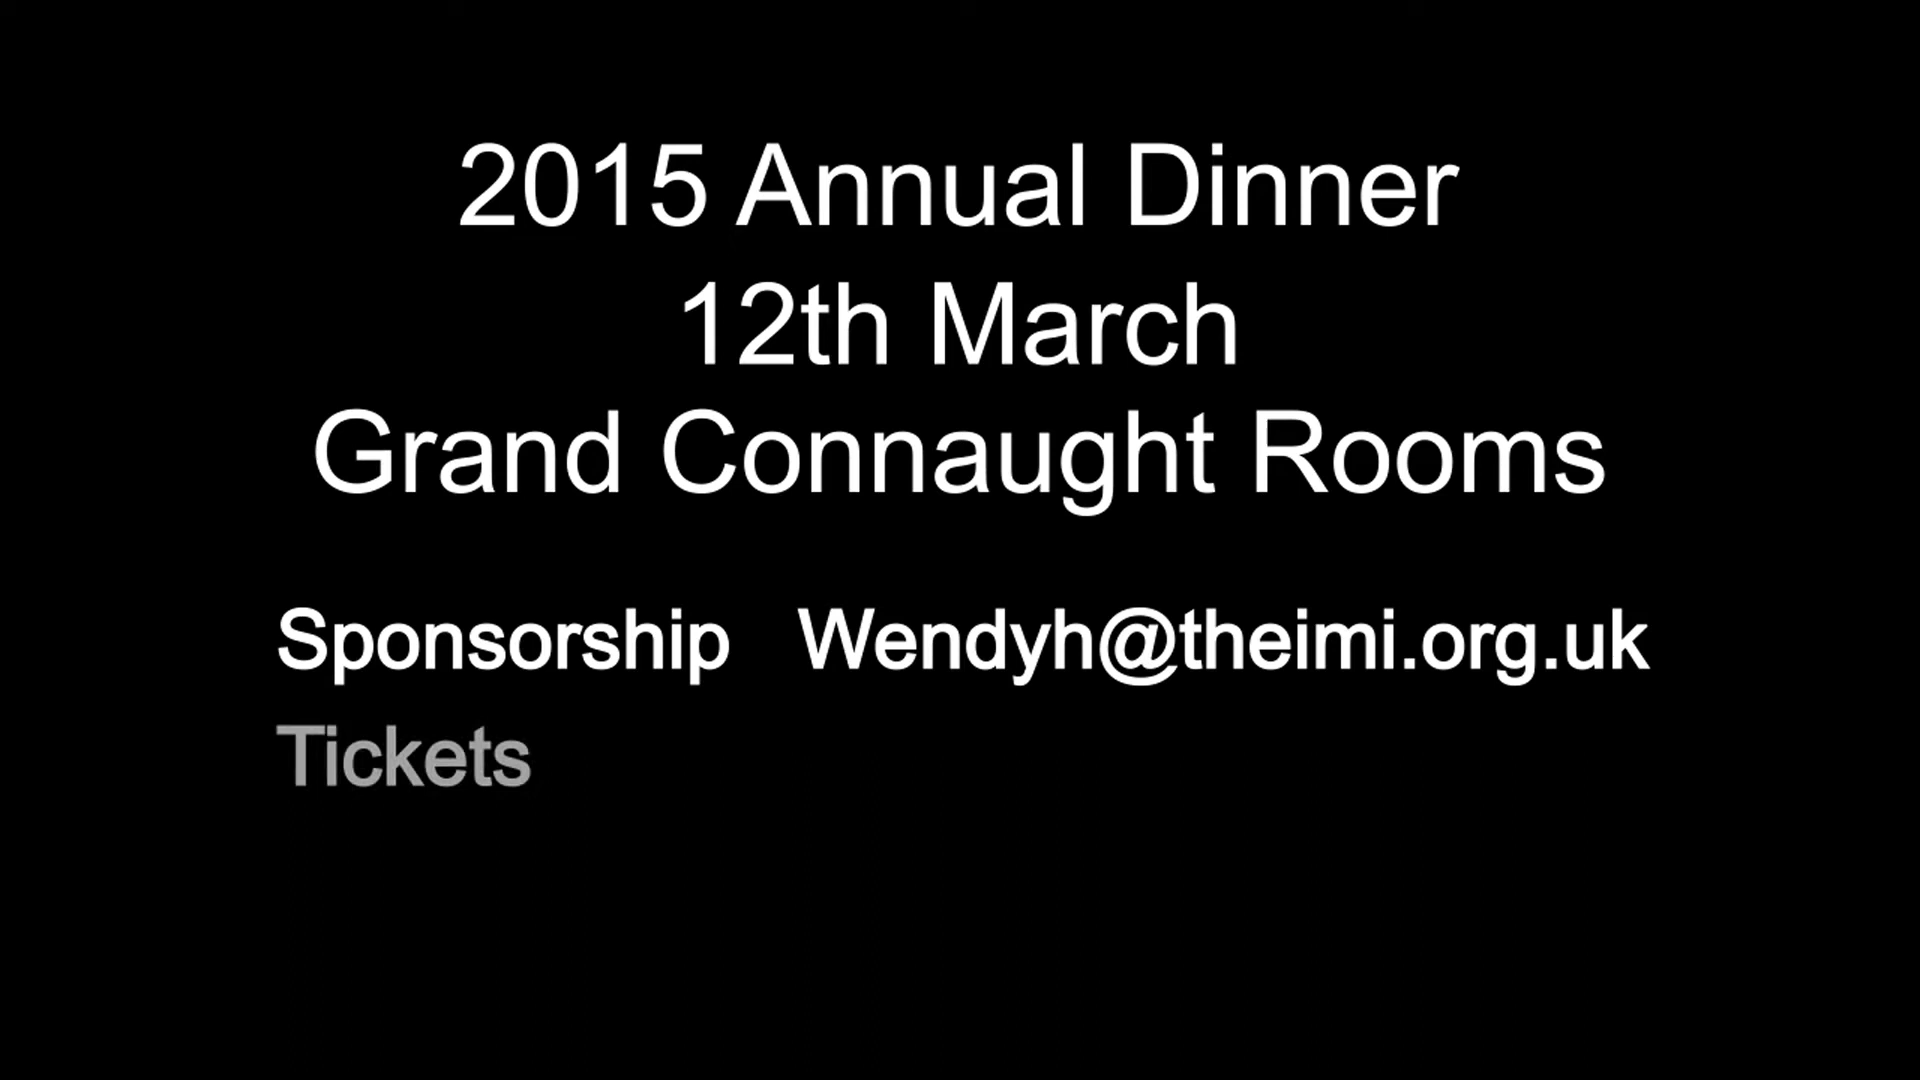 2015 Annual Dinner
12th March
Grand Connaught Rooms
Sponsorship Wendyh@theimi.org.uk
Tickets